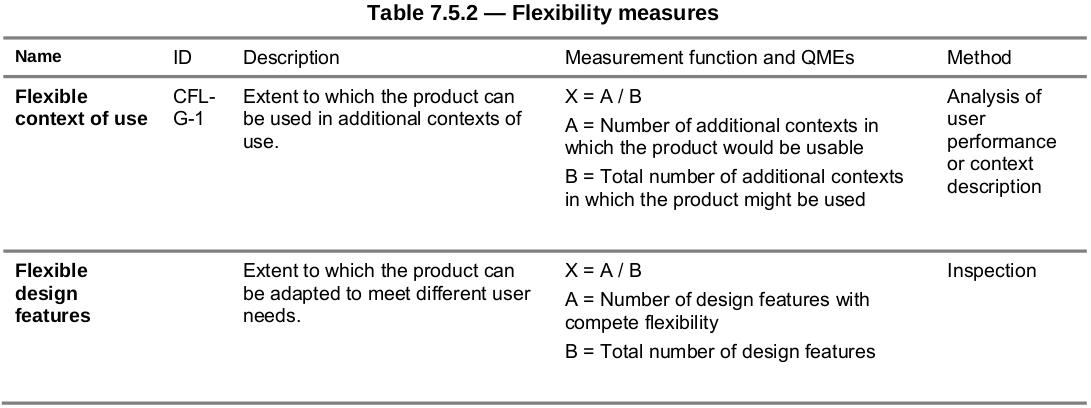 Table 7.5.2 — Flexibility measures
Name ID Description Measurement function and QMEs Method
Flexible
context of use
CFL-
G-1
Extent to which the product can
be used in additional contexts of
use.
X = A / B
A = Number of additional contexts in
which the product would be usable
B = Total number of additional contexts
in which the product might be used
Analysis of
user
performance
or context
description
Flexible
design
features
Extent to which the product can
be adapted to meet different user
needs.
X = A / B
A = Number of design features with
compete flexibility
B = Total number of design features
Inspection